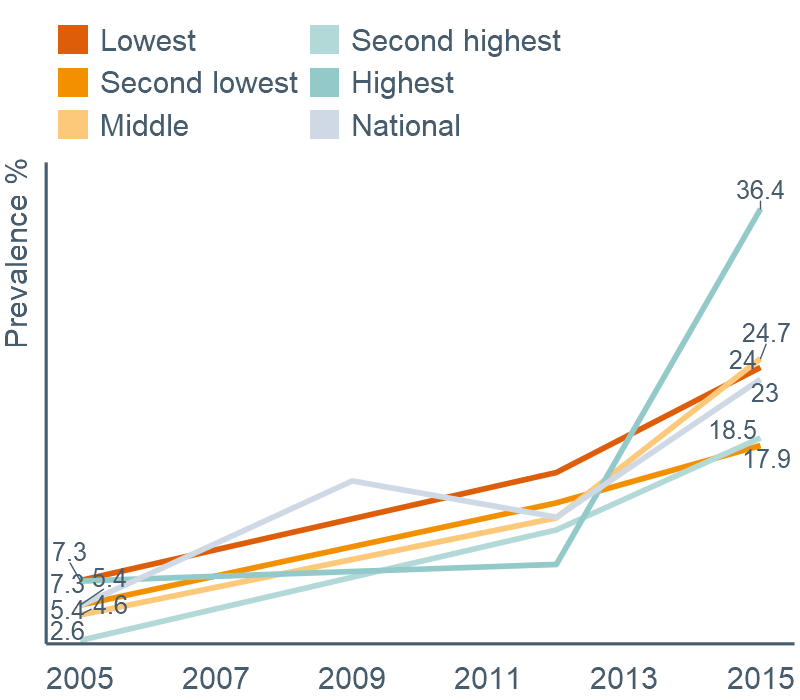 Lowest
Second highest
Second lowest
Highest
Middle
National
Prevalence %
36.4
24.7
24
23
18.5
17.9
7.3
5.4
7.3
4.6
5.4
2.6
2005 2007 2009 2011 2013 2015